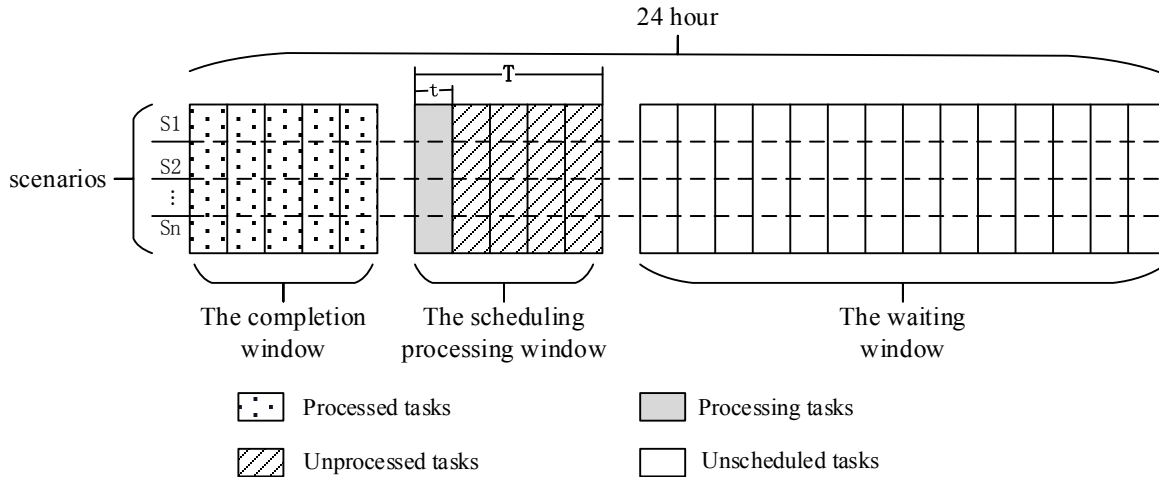 24 hour
T
t
scenarios
S1
S2
⋮
Sn
The completion
window
The scheduling
processing window
The waiting
window
Processed tasks
Processing tasks
Unprocessed tasks
Unscheduled tasks